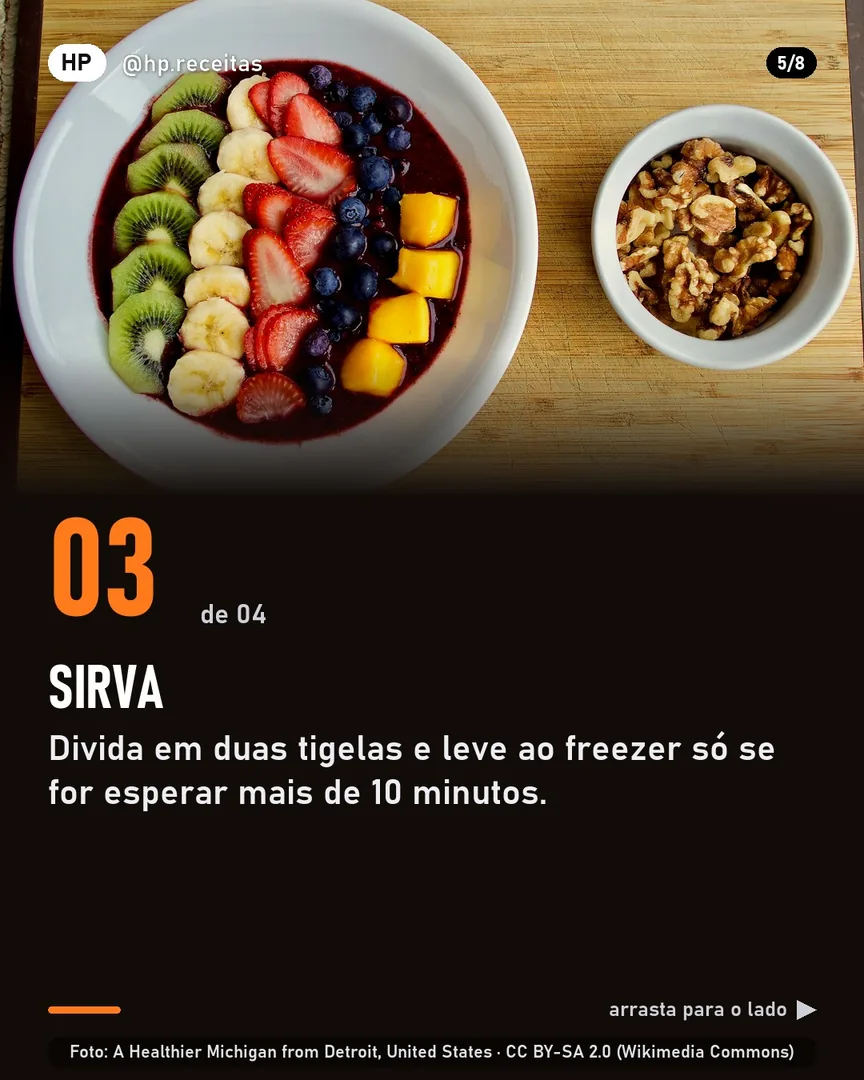 HP @hp.receitas 5/8
03 de 04
SIRVA
Divida em duas tigelas e leve ao freezer só se
for esperar mais de 10 minutos.
arrasta para o lado ▶
Foto: A Healthier Michigan from Detroit, United States · CC BY-SA 2.0 (Wikimedia Commons)